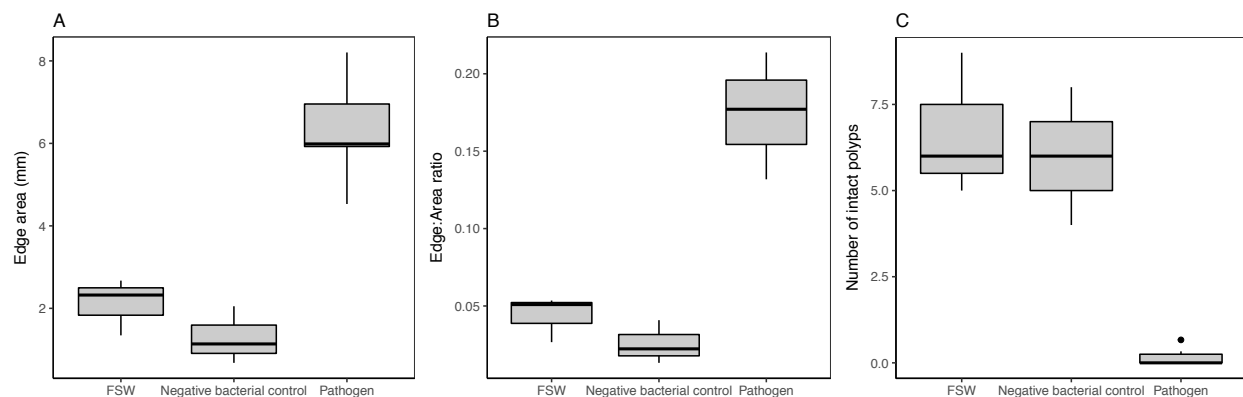 A
Edge area (mm)
8
6
4
2
FSW Negative bacterial control Pathogen
B
Edge:Area ratio
0.20
0.15
0.10
0.05
FSW Negative bacterial control Pathogen
C
Number of intact polyps
7.5
5.0
2.5
0.0
FSW Negative bacterial control Pathogen